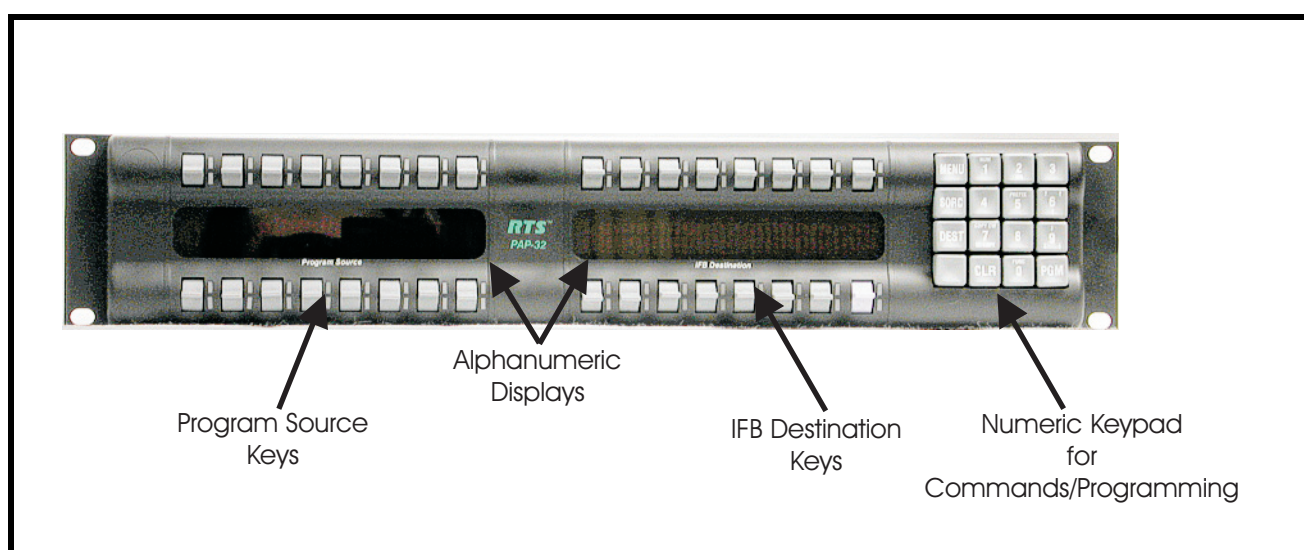 MENU
1
2
3
SORC
4
5
6
DEST
7
8
9
CLR
0
PGM
RTS™
PAP-32
Program Source
IFB Destination
Alphanumeric
Displays
Program Source
Keys
IFB Destination
Keys
Numeric Keypad
for
Commands/Programming